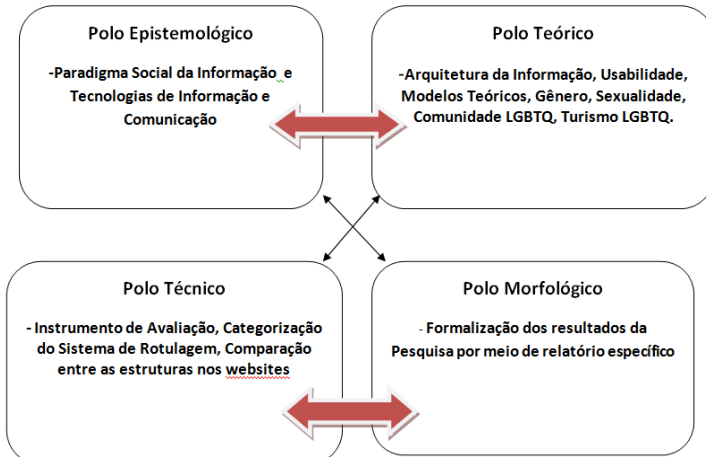 Polo Epistemológico
-Paradigma Social da Informação e
Tecnologias de Informação e
Comunicação
Polo Teórico
-Arquitetura da Informação, Usabilidade,
Modelos Teóricos, Gênero, Sexualidade,
Comunidade LGBTQ, Turismo LGBTQ.
Polo Técnico
- Instrumento de Avaliação, Categorização
do Sistema de Rotulagem, Comparação
entre as estruturas nos websites
Polo Morfológico
- Formalização dos resultados da
Pesquisa por meio de relatório específico